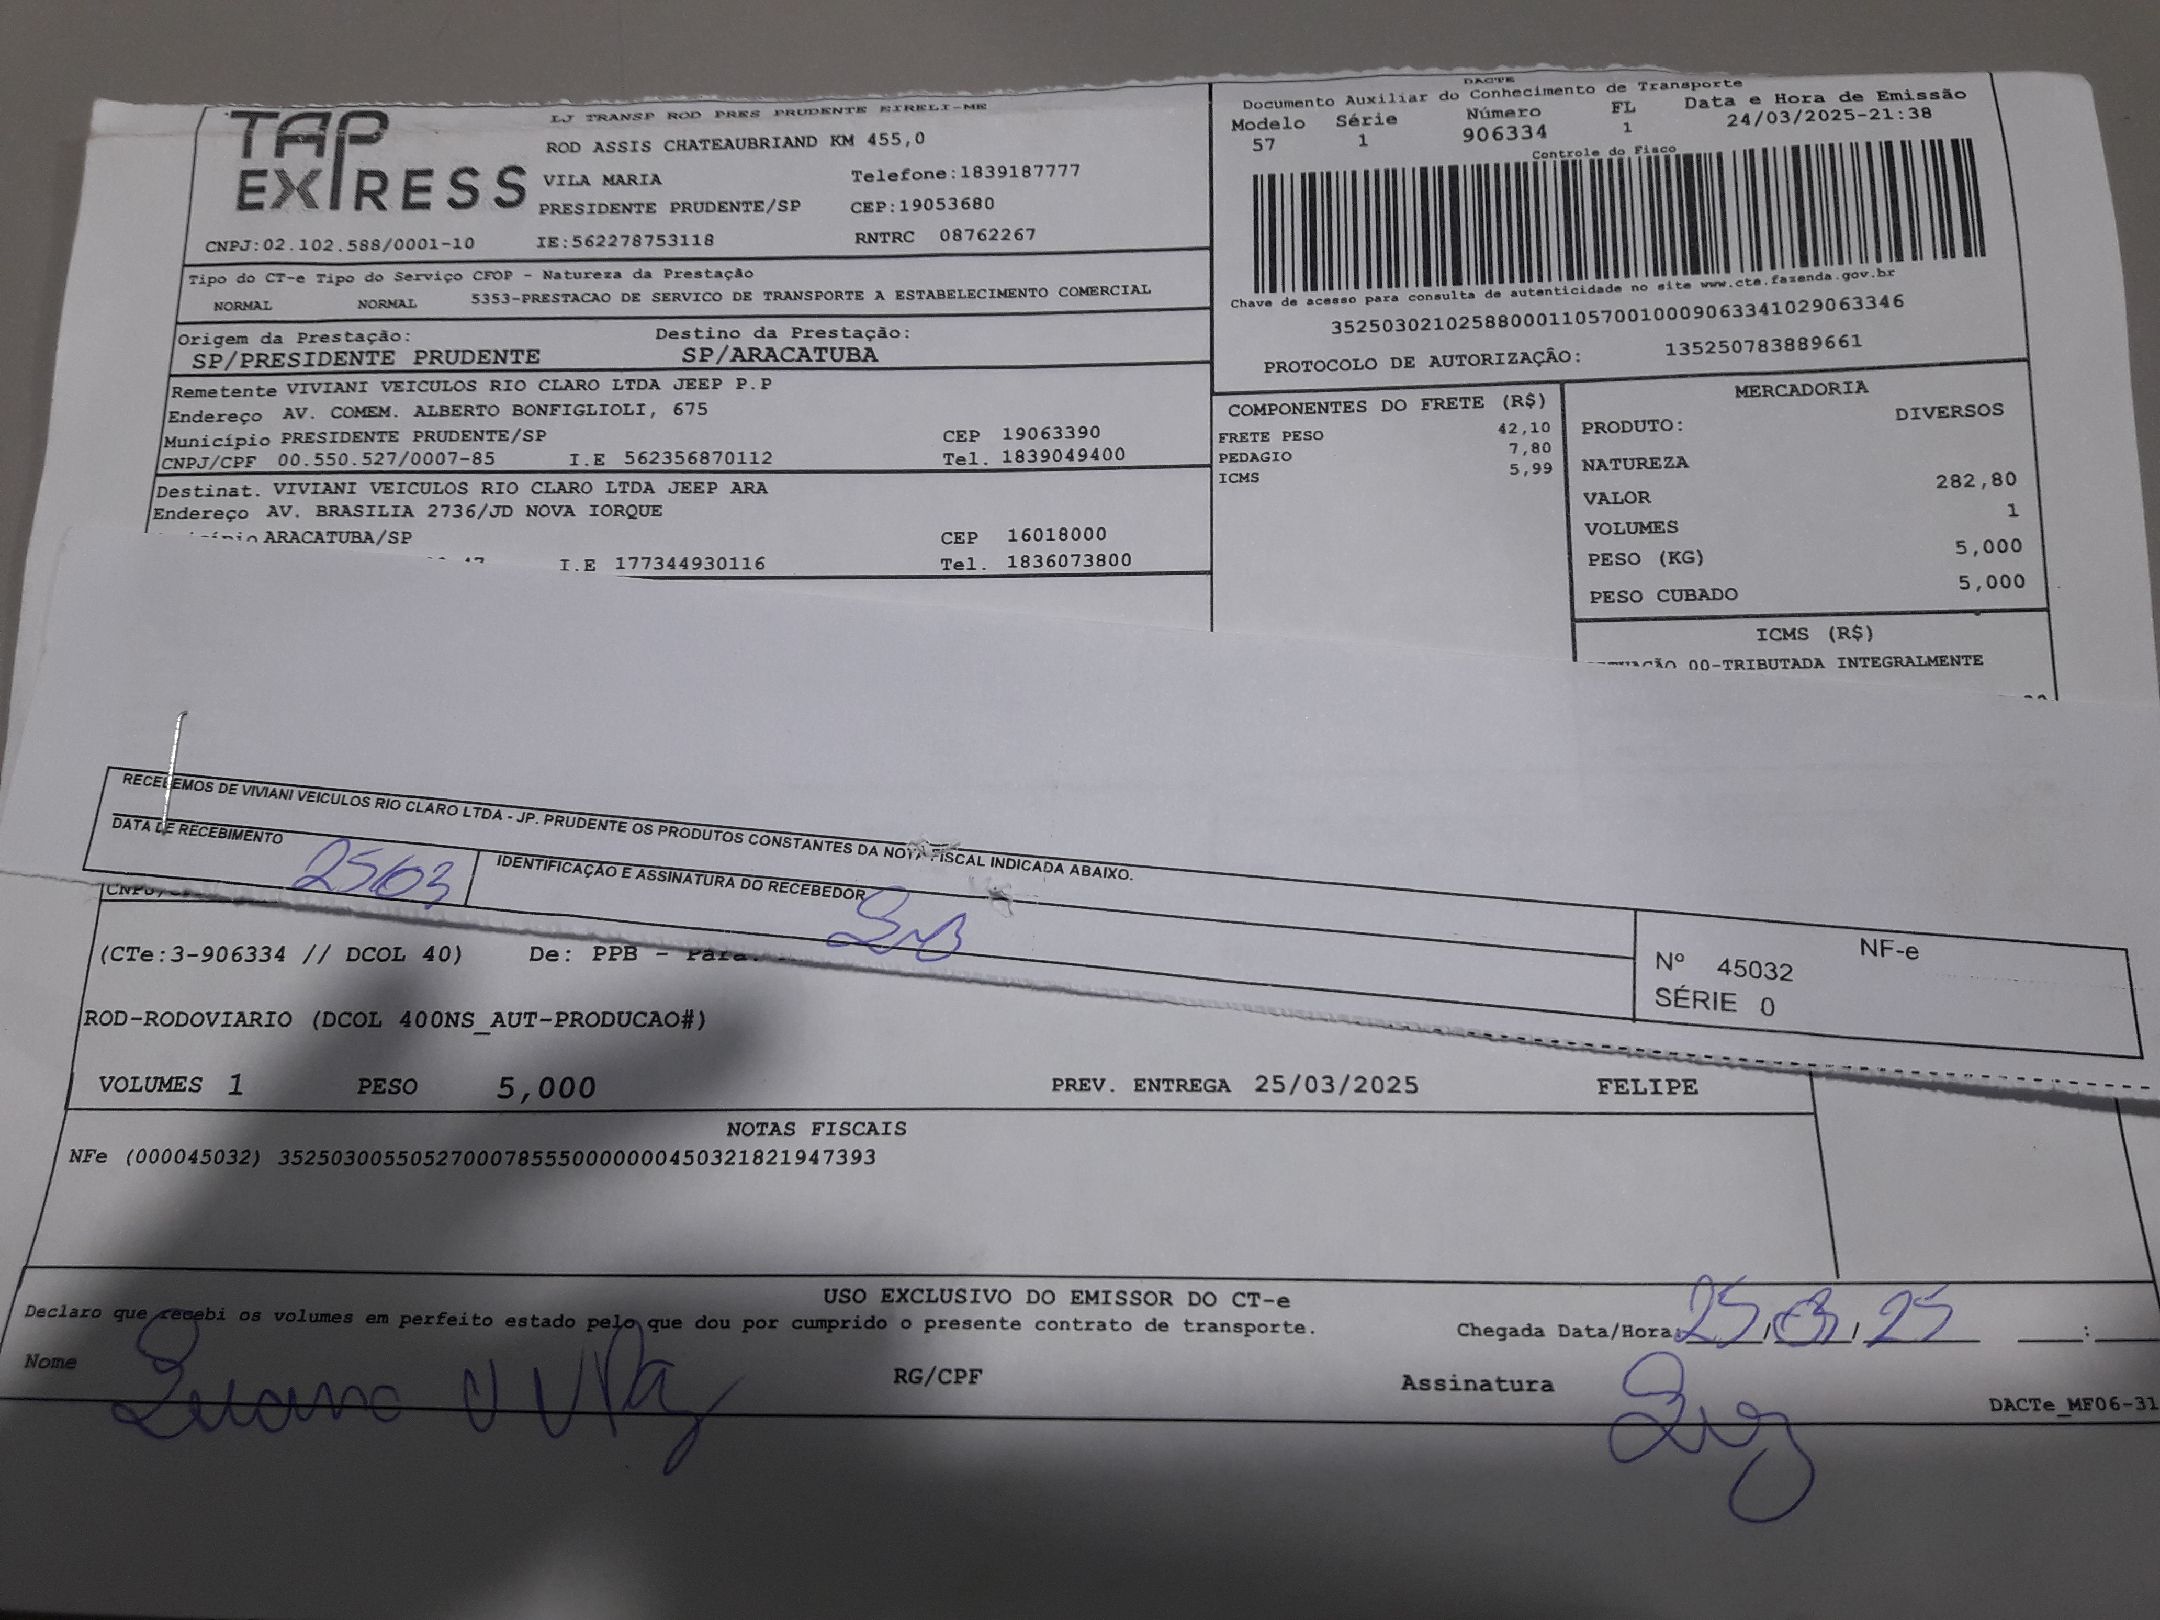 TAP EXPRESS
LJ TRANSP ROD PRES PRUDENTE EIRELI-ME
ROD ASSIS CHATEAUBRIAND KM 455,0
VILA MARIA Telefone:1839187777
PRESIDENTE PRUDENTE/SP CEP:19053680
CNPJ:02.102.588/0001-10 IE:562278753118 RNTRC 08762267
Tipo do CT-e Tipo do Serviço CFOP - Natureza da Prestação
NORMAL NORMAL 5353-PRESTACAO DE SERVICO DE TRANSPORTE A ESTABELECIMENTO COMERCIAL
Origem da Prestação: Destino da Prestação:
SP/PRESIDENTE PRUDENTE SP/ARACATUBA
Remetente VIVIANI VEICULOS RIO CLARO LTDA JEEP P.P
Endereço AV. COMEM. ALBERTO BONFIGLIOLI, 675
Município PRESIDENTE PRUDENTE/SP CEP 19063390
CNPJ/CPF 00.550.527/0007-85 I.E 562356870112 Tel. 1839049400
Destinat. VIVIANI VEICULOS RIO CLARO LTDA JEEP ARA
Endereço AV. BRASILIA 2736/JD NOVA IORQUE
ARACATUBA/SP CEP 16018000
I.E 177344930116 Tel. 1836073800
DACTE
Documento Auxiliar do Conhecimento de Transporte
Modelo Série Número FL Data e Hora de Emissão
57 1 906334 1 24/03/2025-21:38
Controle do Fisco
Chave de acesso para consulta de autenticidade no site www.cte.fazenda.gov.br
35250302102588000110570010009063341029063346
PROTOCOLO DE AUTORIZAÇÃO: 135250783889661
COMPONENTES DO FRETE (R$)
FRETE PESO 42,10
PEDAGIO 7,80
ICMS 5,99
MERCADORIA
PRODUTO: DIVERSOS
NATUREZA
VALOR 282,80
VOLUMES 1
PESO (KG) 5,000
PESO CUBADO 5,000
ICMS (R$)
00-TRIBUTADA INTEGRALMENTE
RECEBEMOS DE VIVIANI VEICULOS RIO CLARO LTDA - JP. PRUDENTE OS PRODUTOS CONSTANTES DA NOTA FISCAL INDICADA ABAIXO.
DATA DE RECEBIMENTO 25/03
IDENTIFICAÇÃO E ASSINATURA DO RECEBEDOR
NF-e
Nº 45032
SÉRIE 0
(CTe:3-906334 // DCOL 40) De: PPB - Para:
ROD-RODOVIARIO (DCOL 400NS_AUT-PRODUCAO#)
VOLUMES 1 PESO 5,000 PREV. ENTREGA 25/03/2025 FELIPE
NOTAS FISCAIS
NFe (000045032) 35250300550527000785550000000450321821947393
USO EXCLUSIVO DO EMISSOR DO CT-e
Declaro que recebi os volumes em perfeito estado pelo que dou por cumprido o presente contrato de transporte.
Chegada Data/Hora: 25/03/25 :
Nome RG/CPF Assinatura
DACTe_MF06-31